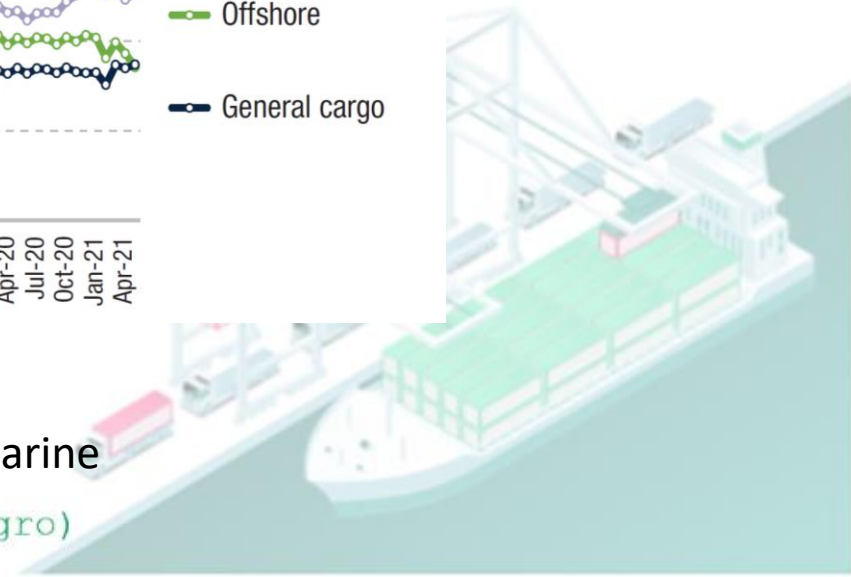 Offshore
General cargo
Apr-20
Jul-20
Oct-20
Jan-21
Apr-21
arine
gro)